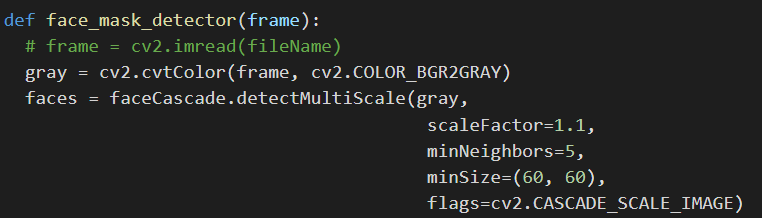 def face_mask_detector(frame):
  # frame = cv2.imread(fileName)
  gray = cv2.cvtColor(frame, cv2.COLOR_BGR2GRAY)
  faces = faceCascade.detectMultiScale(gray,
                                       scaleFactor=1.1,
                                       minNeighbors=5,
                                       minSize=(60, 60),
                                       flags=cv2.CASCADE_SCALE_IMAGE)